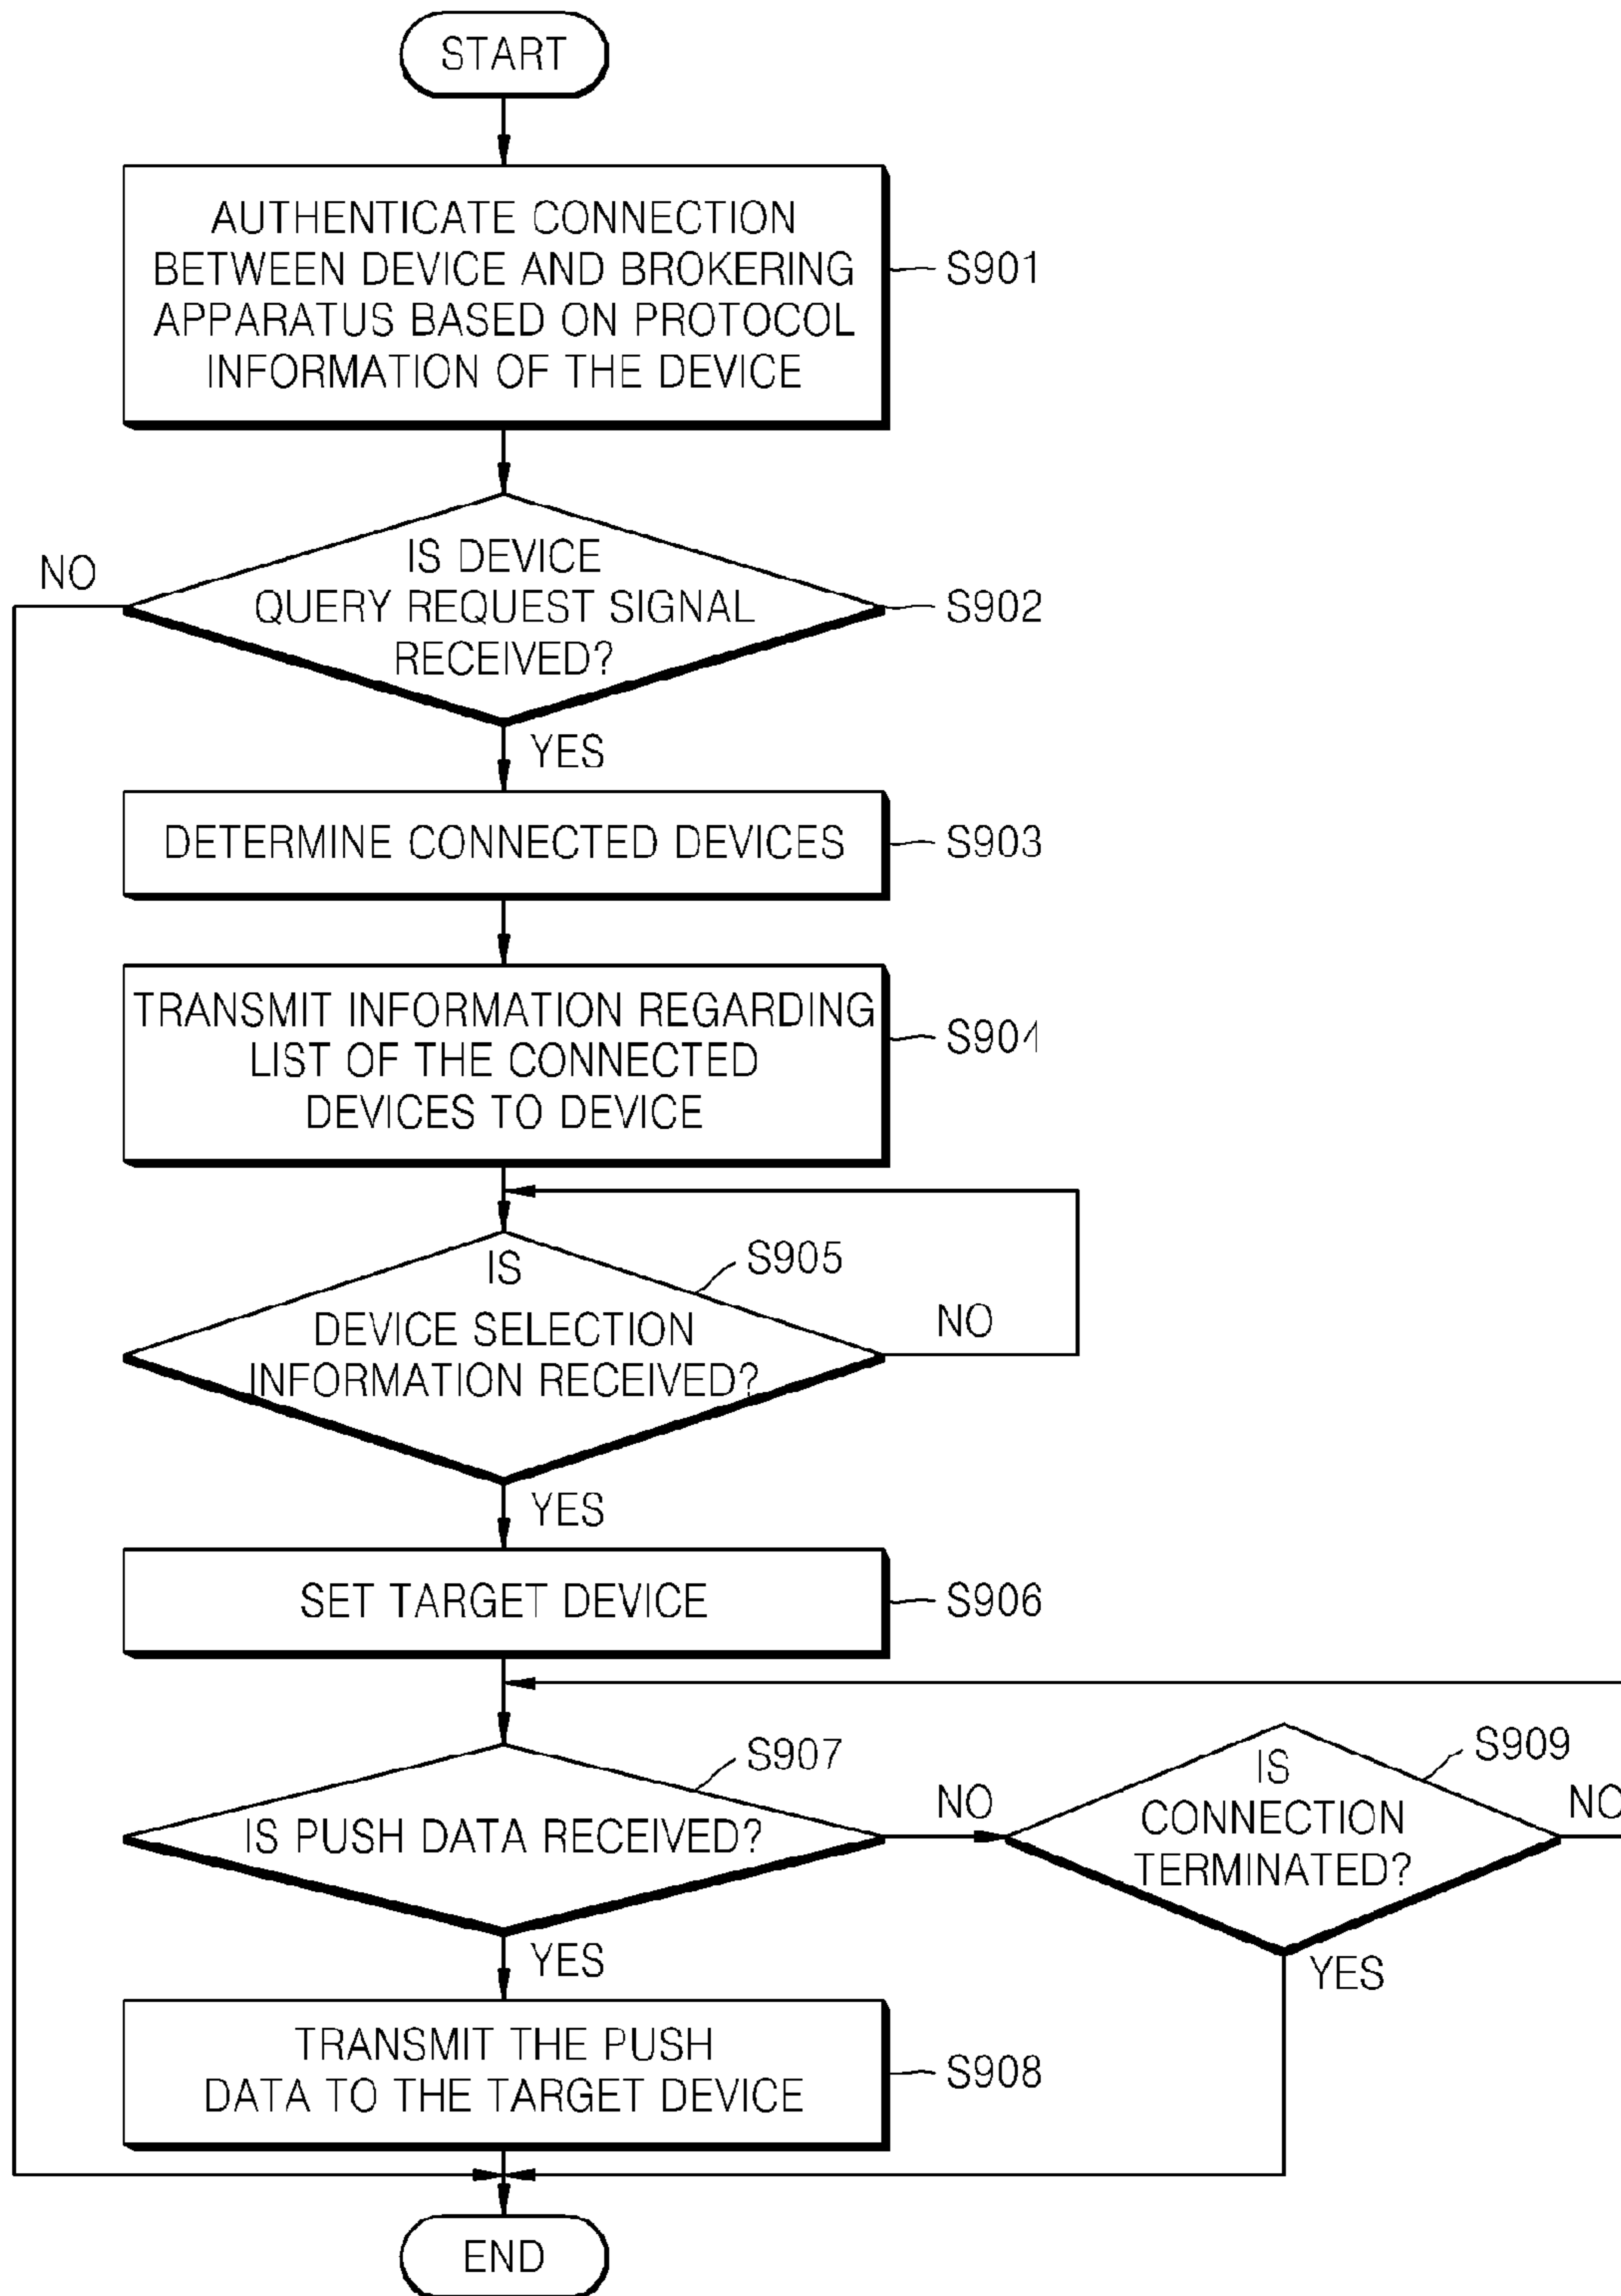 START
AUTHENTICATE CONNECTION
BETWEEN DEVICE AND BROKERING
APPARATUS BASED ON PROTOCOL
INFORMATION OF THE DEVICE
S901
IS DEVICE
QUERY REQUEST SIGNAL
RECEIVED?
S902
NO
YES
DETERMINE CONNECTED DEVICES
S903
TRANSMIT INFORMATION REGARDING
LIST OF THE CONNECTED
DEVICES TO DEVICE
S904
IS
DEVICE SELECTION
INFORMATION RECEIVED?
S905
NO
YES
SET TARGET DEVICE
S906
IS PUSH DATA RECEIVED?
S907
NO
IS
CONNECTION
TERMINATED?
S909
NO
YES
YES
TRANSMIT THE PUSH
DATA TO THE TARGET DEVICE
S908
END